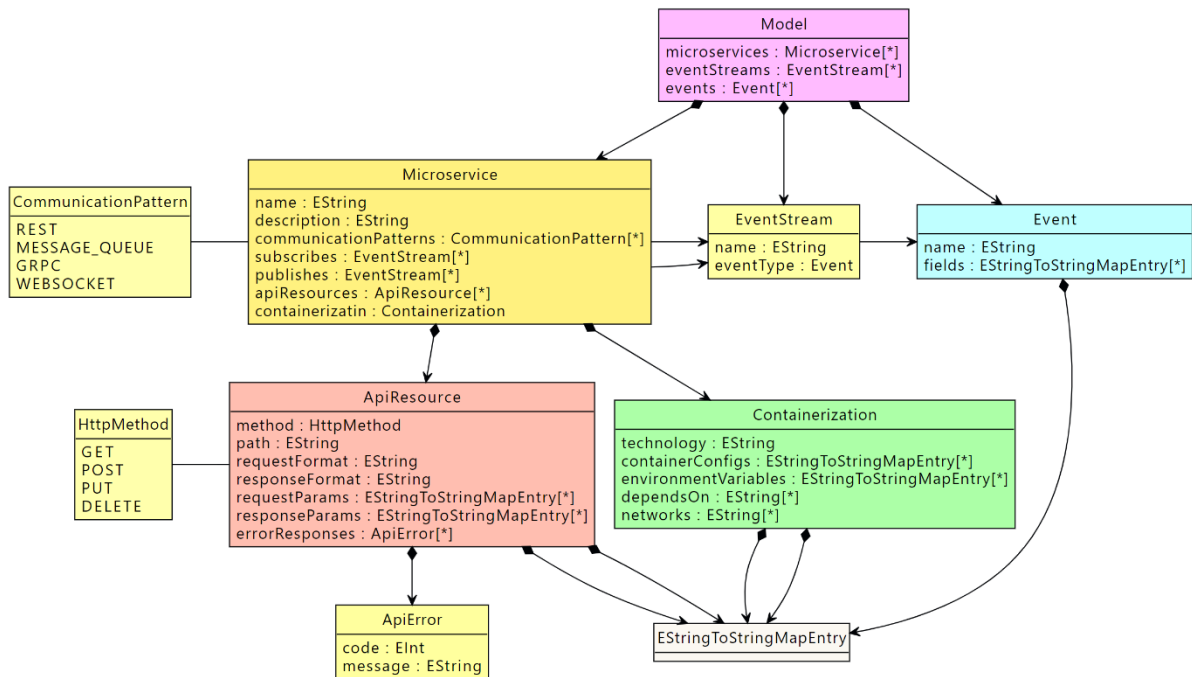 Model
microservices : Microservice[*]
eventStreams : EventStream[*]
events : Event[*]
CommunicationPattern
REST
MESSAGE_QUEUE
GRPC
WEBSOCKET
Microservice
name : EString
description : EString
communicationPatterns : CommunicationPattern[*]
subscribes : EventStream[*]
publishes : EventStream[*]
apiResources : ApiResource[*]
containerizatin : Containerization
EventStream
name : EString
eventType : Event
Event
name : EString
fields : EStringToStringMapEntry[*]
HttpMethod
GET
POST
PUT
DELETE
ApiResource
method : HttpMethod
path : EString
requestFormat : EString
responseFormat : EString
requestParams : EStringToStringMapEntry[*]
responseParams : EStringToStringMapEntry[*]
errorResponses : ApiError[*]
Containerization
technology : EString
containerConfigs : EStringToStringMapEntry[*]
environmentVariables : EStringToStringMapEntry[*]
dependsOn : EString[*]
networks : EString[*]
ApiError
code : EInt
message : EString
EStringToStringMapEntry